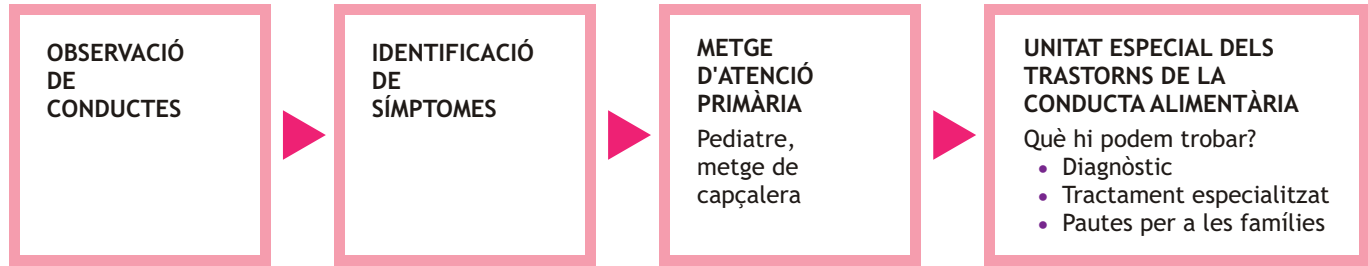 OBSERVACIÓ
DE
CONDUCTES
IDENTIFICACIÓ
DE
SÍMPTOMES
METGE
D'ATENCIÓ
PRIMÀRIA
Pediatre,
metge de
capçalera
UNITAT ESPECIAL DELS
TRASTORNS DE LA
CONDUCTA ALIMENTÀRIA
Què hi podem trobar?
• Diagnòstic
• Tractament especialitzat
• Pautes per a les famílies